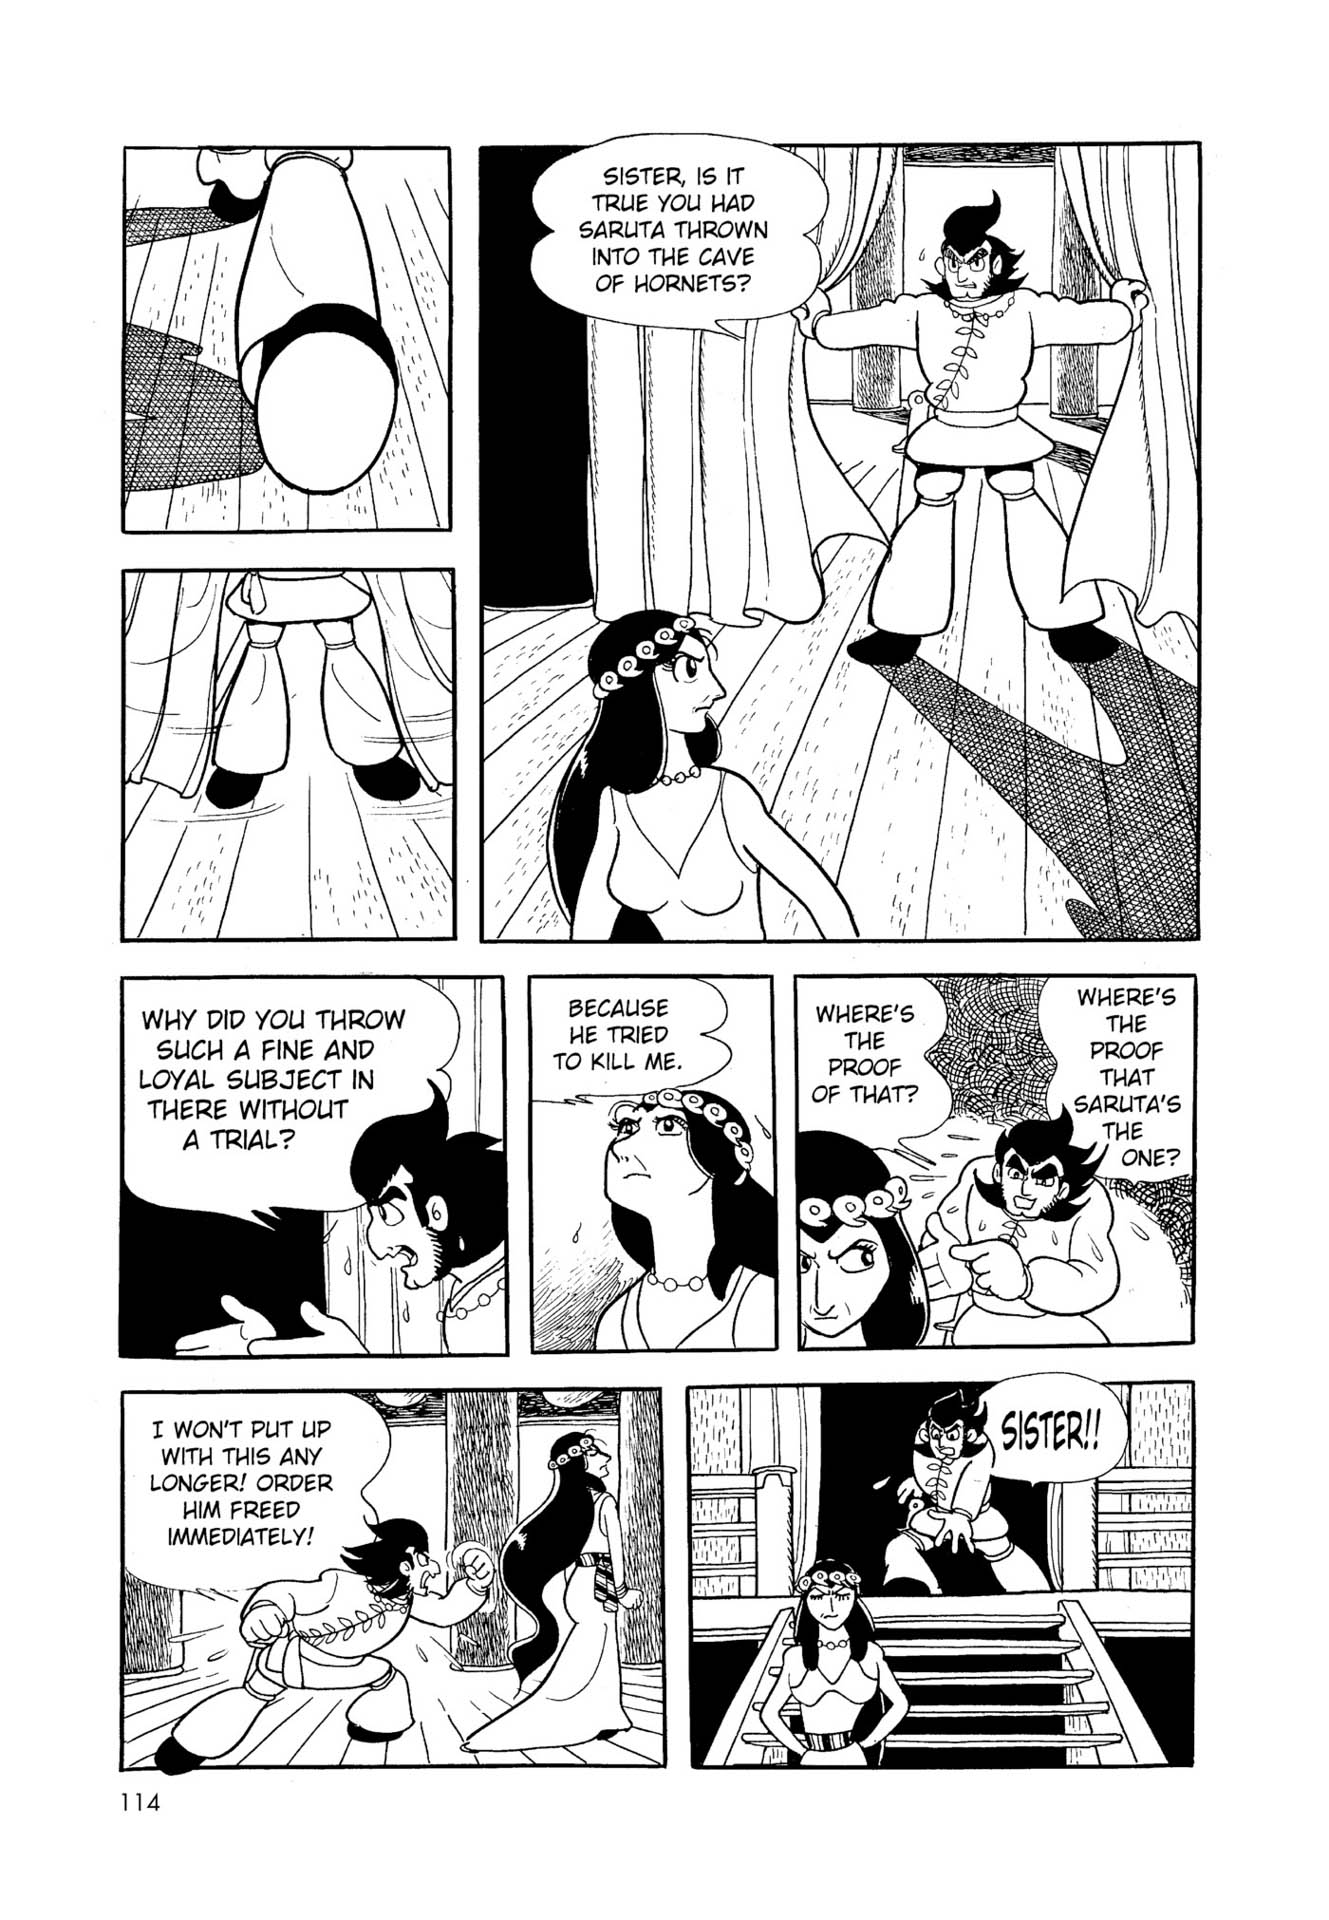 SISTER, IS IT
TRUE YOU HAD
SARUTA THROWN
INTO THE CAVE
OF HORNETS?
WHY DID YOU THROW
SUCH A FINE AND
LOYAL SUBJECT IN
THERE WITHOUT
A TRIAL?
BECAUSE
HE TRIED
TO KILL ME.
WHERE'S
THE
PROOF
OF THAT?
WHERE'S
THE
PROOF
THAT
SARUTA'S
THE
ONE?
I WON'T PUT UP
WITH THIS ANY
LONGER! ORDER
HIM FREED
IMMEDIATELY!
SISTER!!
114